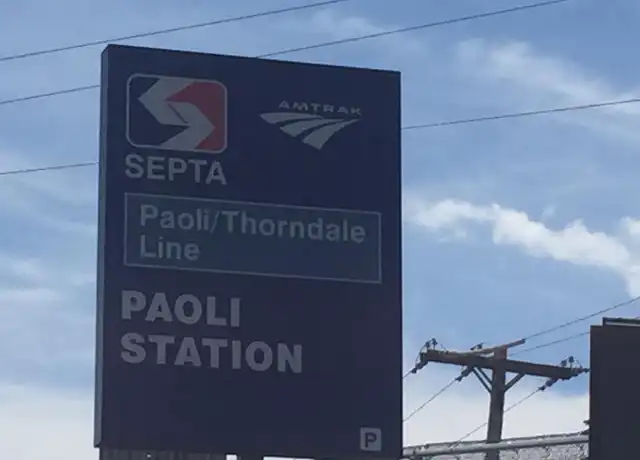 AMTRAK
SEPTA
Paoli/Thorndale
Line
PAOLI
STATION
P